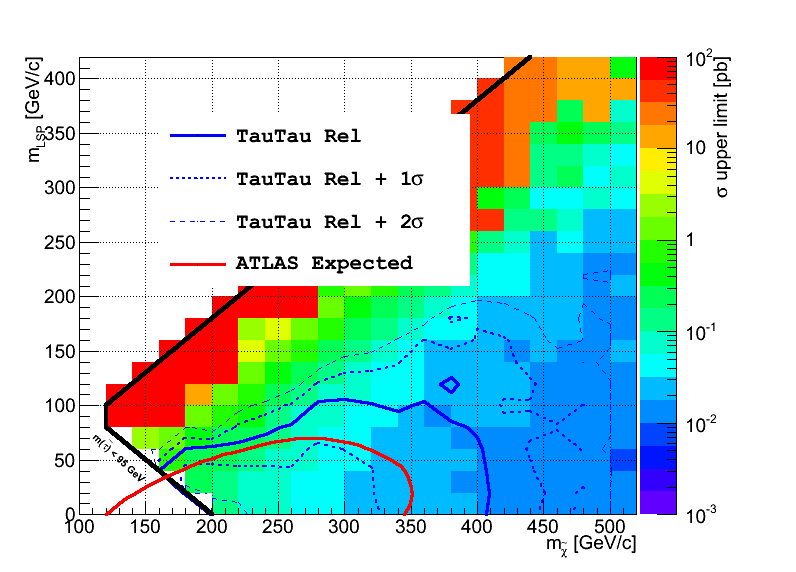 m_LSP [GeV/c]
400
350
300
250
200
150
100
50
0
TauTau Rel
TauTau Rel + 1σ
TauTau Rel + 2σ
ATLAS Expected
m(τ̃) < 95 GeV
100 150 200 250 300 350 400 450 500
m_χ̃ [GeV/c]
10²
10
1
10⁻¹
10⁻²
10⁻³
σ upper limit [pb]